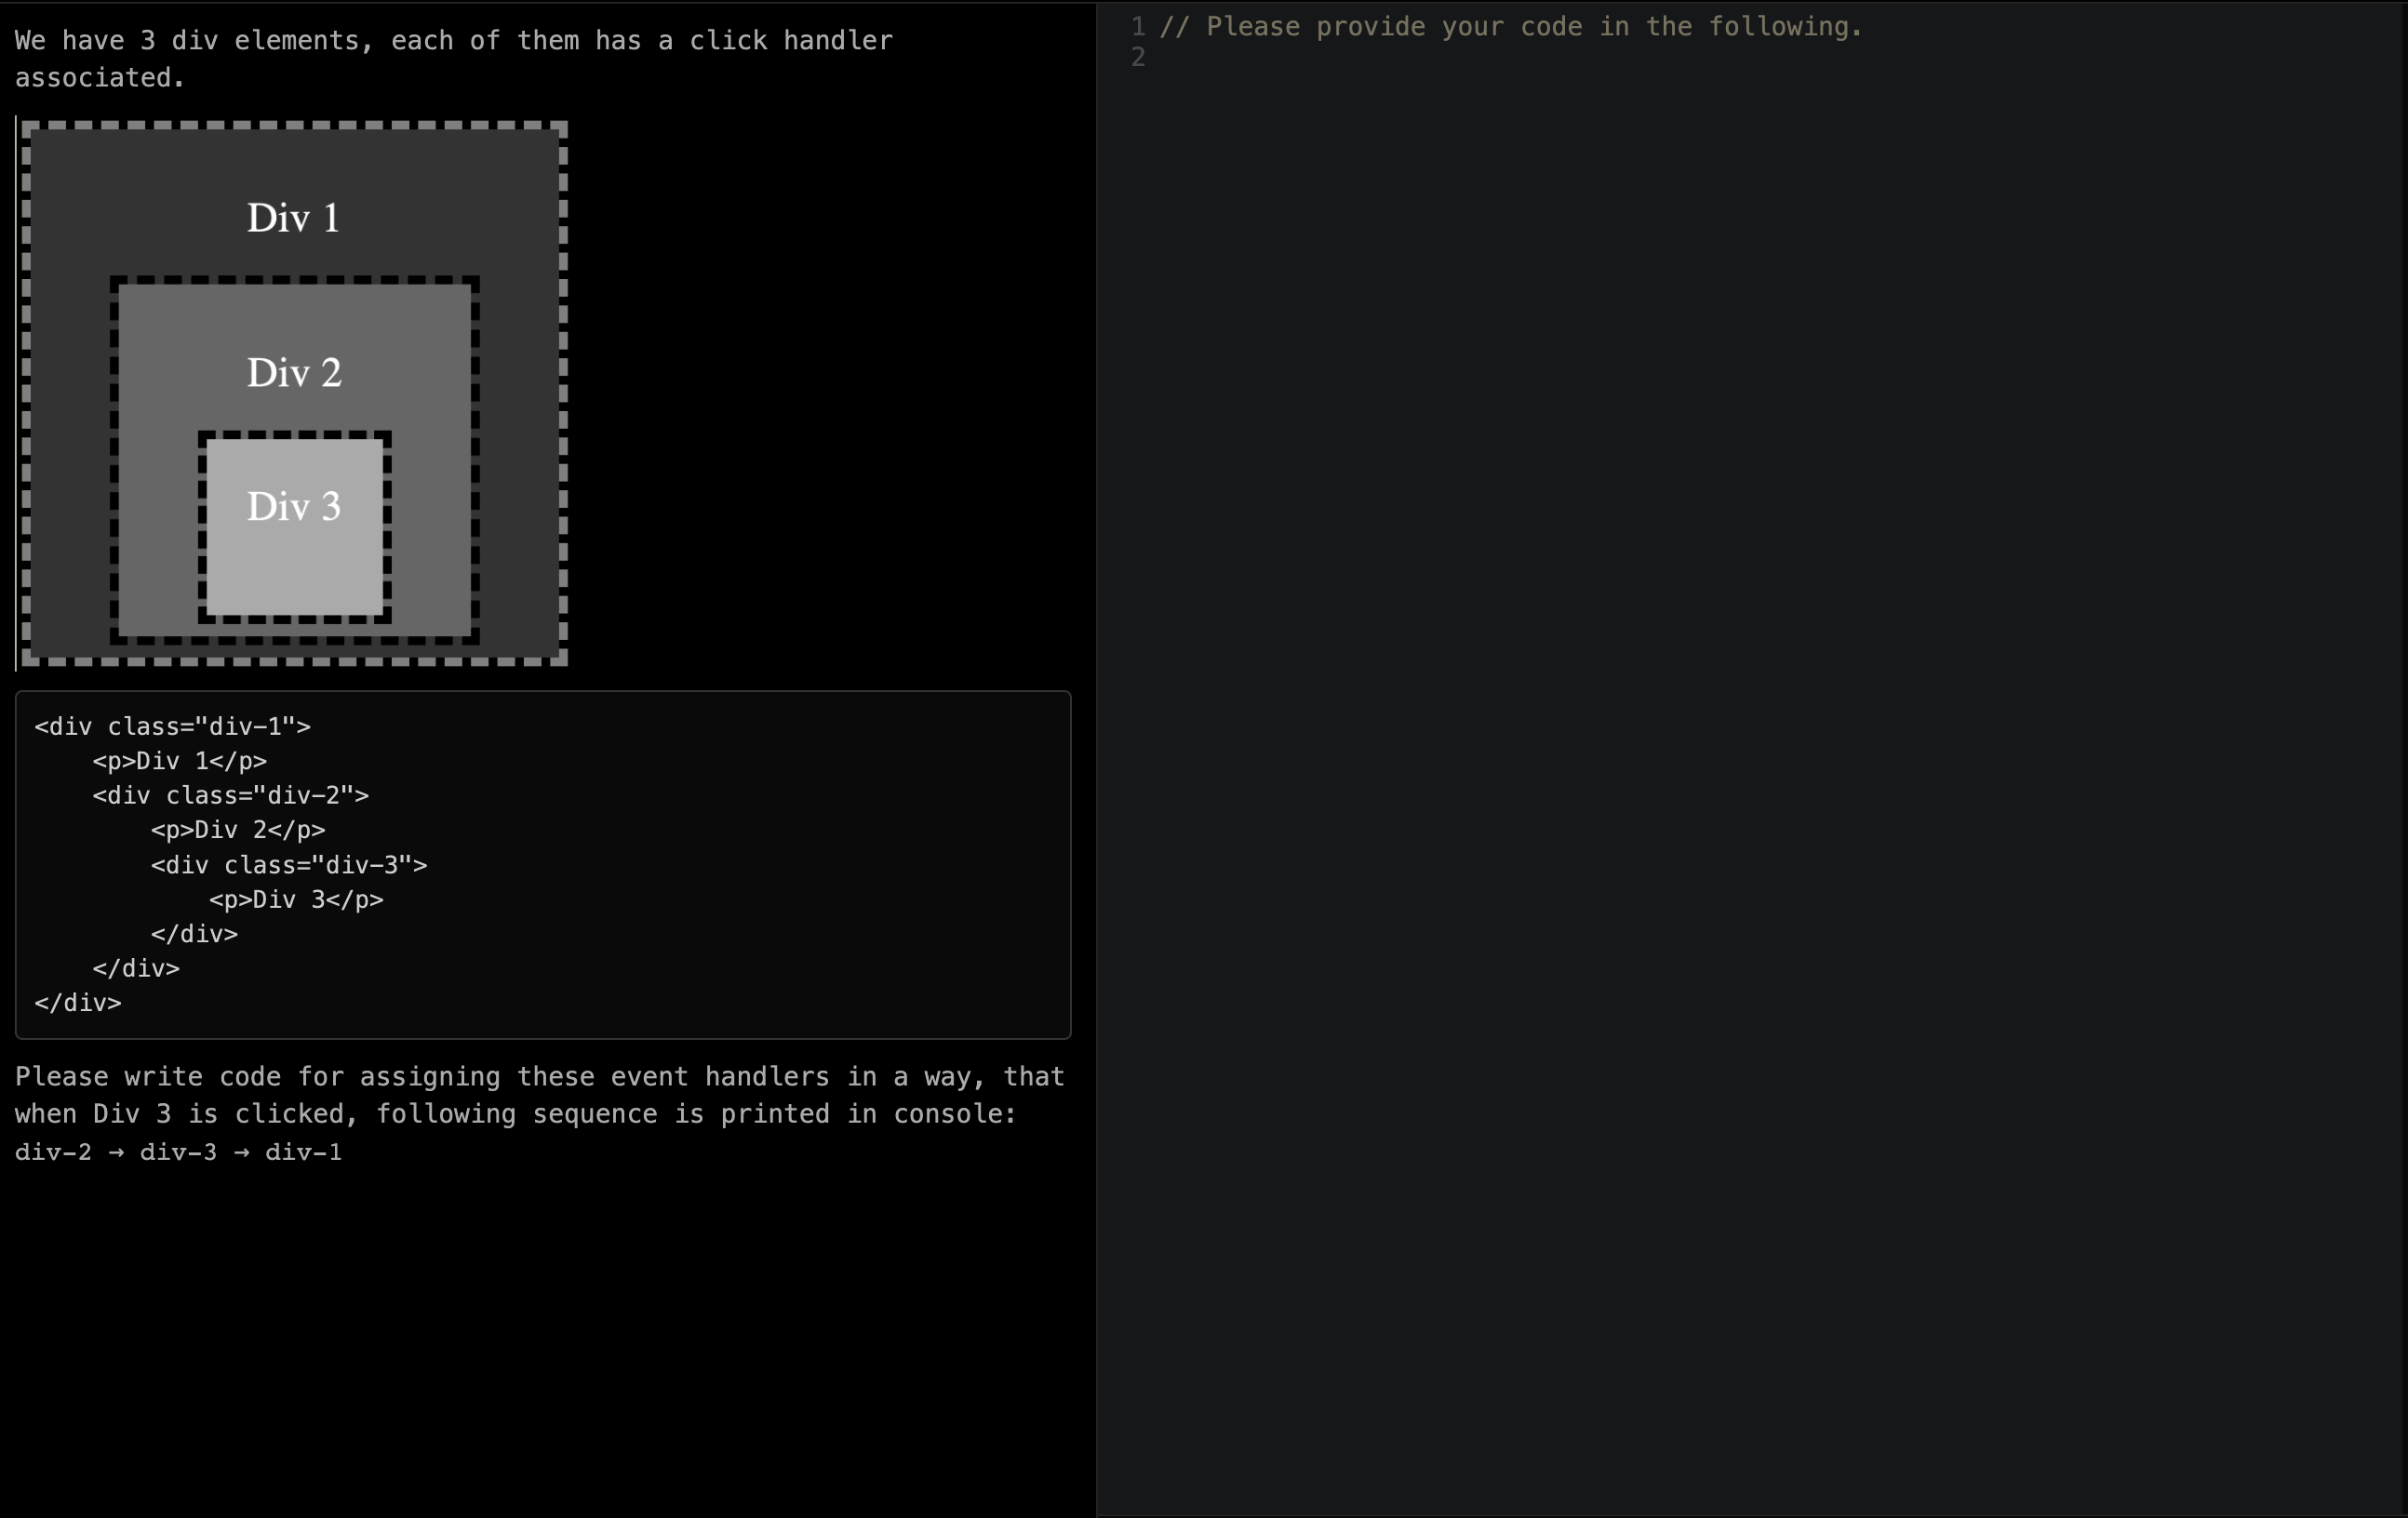 We have 3 div elements, each of them has a click handler
associated.
Div 1
Div 2
Div 3
<div class="div-1">
    <p>Div 1</p>
    <div class="div-2">
        <p>Div 2</p>
        <div class="div-3">
            <p>Div 3</p>
        </div>
    </div>
</div>
Please write code for assigning these event handlers in a way, that
when Div 3 is clicked, following sequence is printed in console:
div-2 → div-3 → div-1
1 // Please provide your code in the following.
2